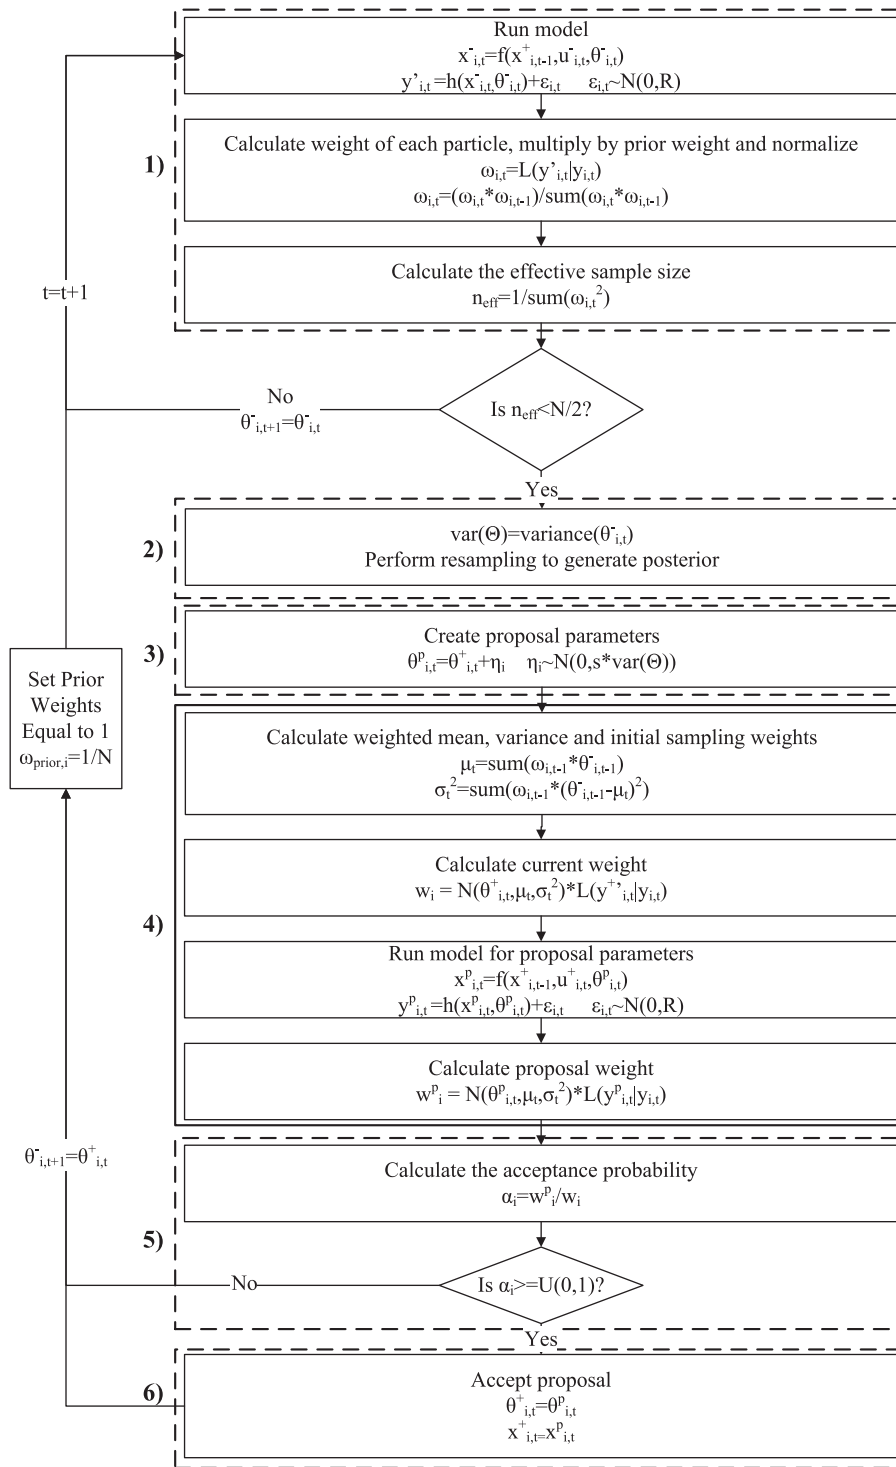 Run model
x⁻ᵢ,ₜ=f(x⁺ᵢ,ₜ₋₁,u⁻ᵢ,ₜ,θ⁻ᵢ,ₜ)
y'ᵢ,ₜ=h(x⁻ᵢ,ₜ,θ⁻ᵢ,ₜ)+εᵢ,ₜ εᵢ,ₜ~N(0,R)
1)
Calculate weight of each particle, multiply by prior weight and normalize
ωᵢ,ₜ=L(y'ᵢ,ₜ|yᵢ,ₜ)
ωᵢ,ₜ=(ωᵢ,ₜ*ωᵢ,ₜ₋₁)/sum(ωᵢ,ₜ*ωᵢ,ₜ₋₁)
Calculate the effective sample size
n_eff=1/sum(ωᵢ,ₜ²)
t=t+1
Is n_eff<N/2?
No
θ⁻ᵢ,ₜ₊₁=θ⁻ᵢ,ₜ
Yes
2)
var(Θ)=variance(θ⁻ᵢ,ₜ)
Perform resampling to generate posterior
3)
Create proposal parameters
θᵖᵢ,ₜ=θ⁺ᵢ,ₜ+ηᵢ ηᵢ~N(0,s*var(Θ))
Set Prior
Weights
Equal to 1
ω_prior,i=1/N
4)
Calculate weighted mean, variance and initial sampling weights
μₜ=sum(ωᵢ,ₜ₋₁*θ⁻ᵢ,ₜ₋₁)
σₜ²=sum(ωᵢ,ₜ₋₁*(θ⁻ᵢ,ₜ₋₁-μₜ)²)
Calculate current weight
wᵢ = N(θ⁺ᵢ,ₜ,μₜ,σₜ²)*L(y⁺'ᵢ,ₜ|yᵢ,ₜ)
Run model for proposal parameters
xᵖᵢ,ₜ=f(x⁺ᵢ,ₜ₋₁,u⁺ᵢ,ₜ,θᵖᵢ,ₜ)
yᵖᵢ,ₜ=h(xᵖᵢ,ₜ,θᵖᵢ,ₜ)+εᵢ,ₜ εᵢ,ₜ~N(0,R)
Calculate proposal weight
wᵖᵢ = N(θᵖᵢ,ₜ,μₜ,σₜ²)*L(yᵖᵢ,ₜ|yᵢ,ₜ)
θ⁻ᵢ,ₜ₊₁=θ⁺ᵢ,ₜ
5)
Calculate the acceptance probability
αᵢ=wᵖᵢ/wᵢ
No
Is αᵢ>=U(0,1)?
Yes
6)
Accept proposal
θ⁺ᵢ,ₜ=θᵖᵢ,ₜ
x⁺ᵢ,ₜ=xᵖᵢ,ₜ